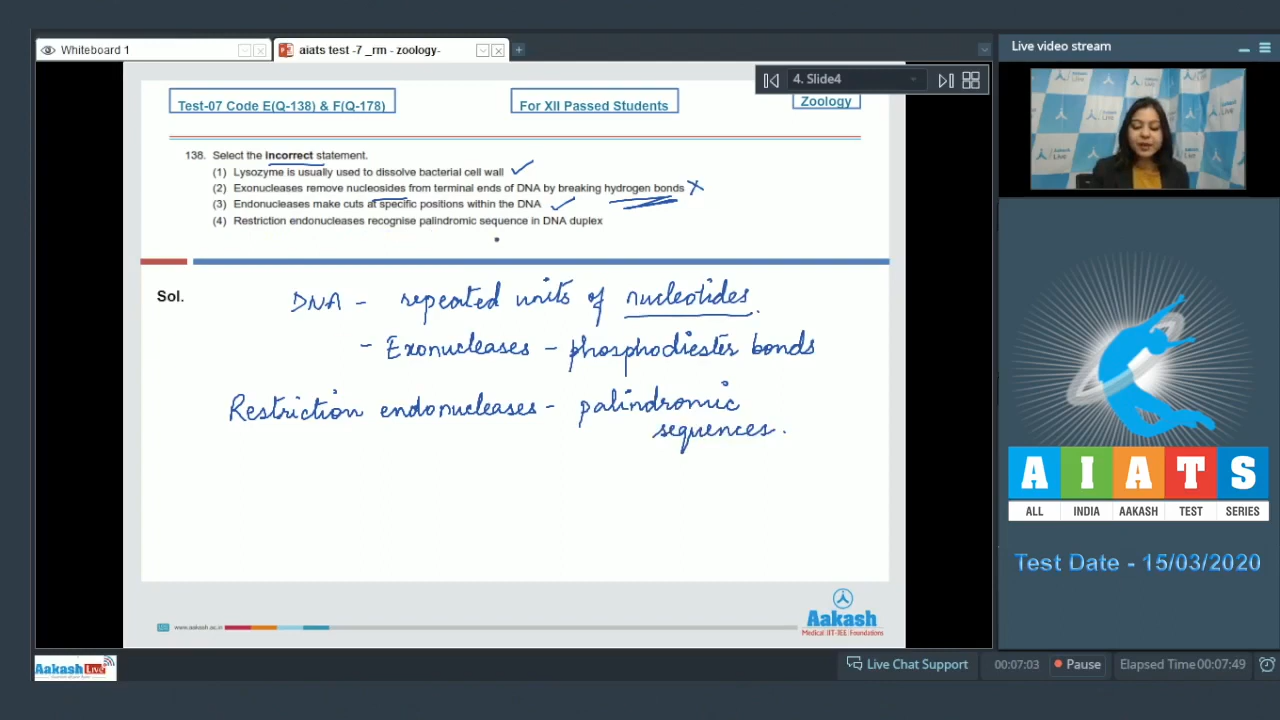 Whiteboard 1
aiats test -7 _rm - zoology-
Live video stream
4. Slide4
Test-07 Code E(Q-138) & F(Q-178)
For XII Passed Students
Zoology
138. Select the incorrect statement.
(1) Lysozyme is usually used to dissolve bacterial cell wall
(2) Exonucleases remove nucleosides from terminal ends of DNA by breaking hydrogen bonds
(3) Endonucleases make cuts at specific positions within the DNA
(4) Restriction endonucleases recognise palindromic sequence in DNA duplex
Sol.
DNA - repeated units of nucleotides.
- Exonucleases - phosphodiester bonds
Restriction endonucleases - palindromic
sequences.
A I A T S
ALL INDIA AAKASH TEST SERIES
Test Date - 15/03/2020
www.aakash.ac.in
Aakash
Medical|IIT-JEE|Foundations
Aakash Live
Live Chat Support
00:07:03
Pause
Elapsed Time 00:07:49